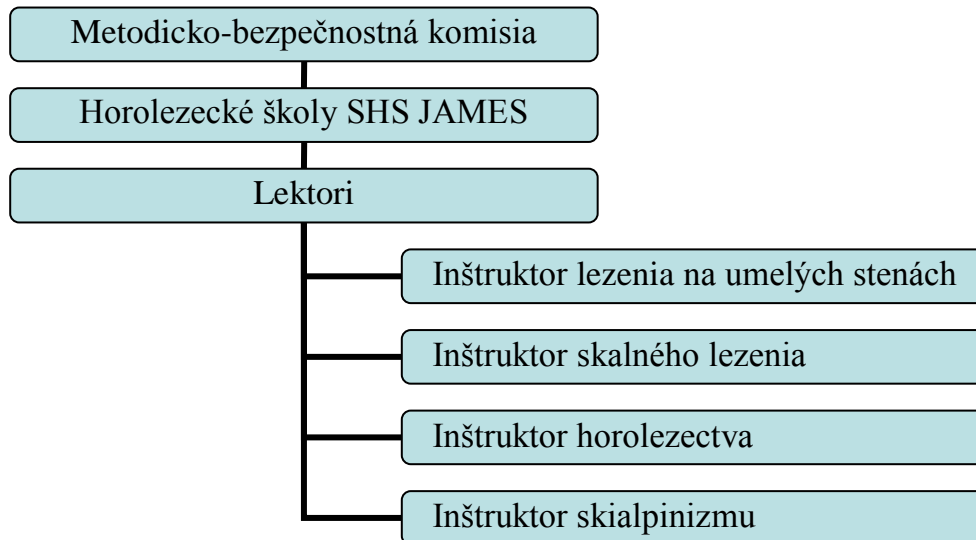 Metodicko-bezpečnostná komisia
Horolezecké školy SHS JAMES
Lektori
Inštruktor lezenia na umelých stenách
Inštruktor skalného lezenia
Inštruktor horolezectva
Inštruktor skialpinizmu